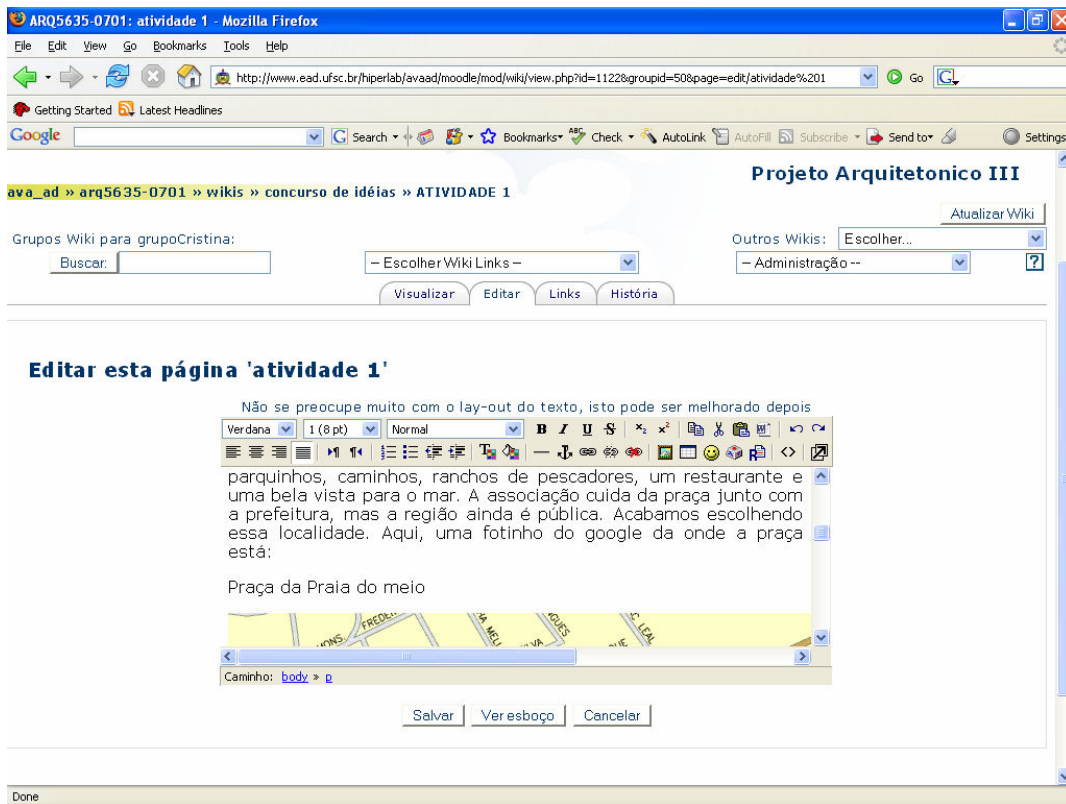 ARQ5635-0701: atividade 1 - Mozilla Firefox
File Edit View Go Bookmarks Tools Help
http://www.ead.ufsc.br/hiperlab/avaad/moodle/mod/wiki/view.php?id=1122&groupid=50&page=edit/atividade%201 Go G
Getting Started Latest Headlines
Google G Search Bookmarks ABC Check AutoLink AutoFill Subscribe Send to Settings
Projeto Arquitetonico III
ava_ad » arq5635-0701 » wikis » concurso de idéias » ATIVIDADE 1
Atualizar Wiki
Grupos Wiki para grupoCristina: Outros Wikis: Escolher...
Buscar: -- Escolher Wiki Links -- -- Administração -- ?
Visualizar Editar Links História
Editar esta página 'atividade 1'
Não se preocupe muito com o lay-out do texto, isto pode ser melhorado depois
Verdana 1 (8 pt) Normal B I U S x₂ x²
parquinhos, caminhos, ranchos de pescadores, um restaurante e
uma bela vista para o mar. A associação cuida da praça junto com
a prefeitura, mas a região ainda é pública. Acabamos escolhendo
essa localidade. Aqui, uma fotinho do google da onde a praça
está:
Praça da Praia do meio
MONS. FREDE
LEAL
Caminho: body » p
Salvar Ver esboço Cancelar
Done